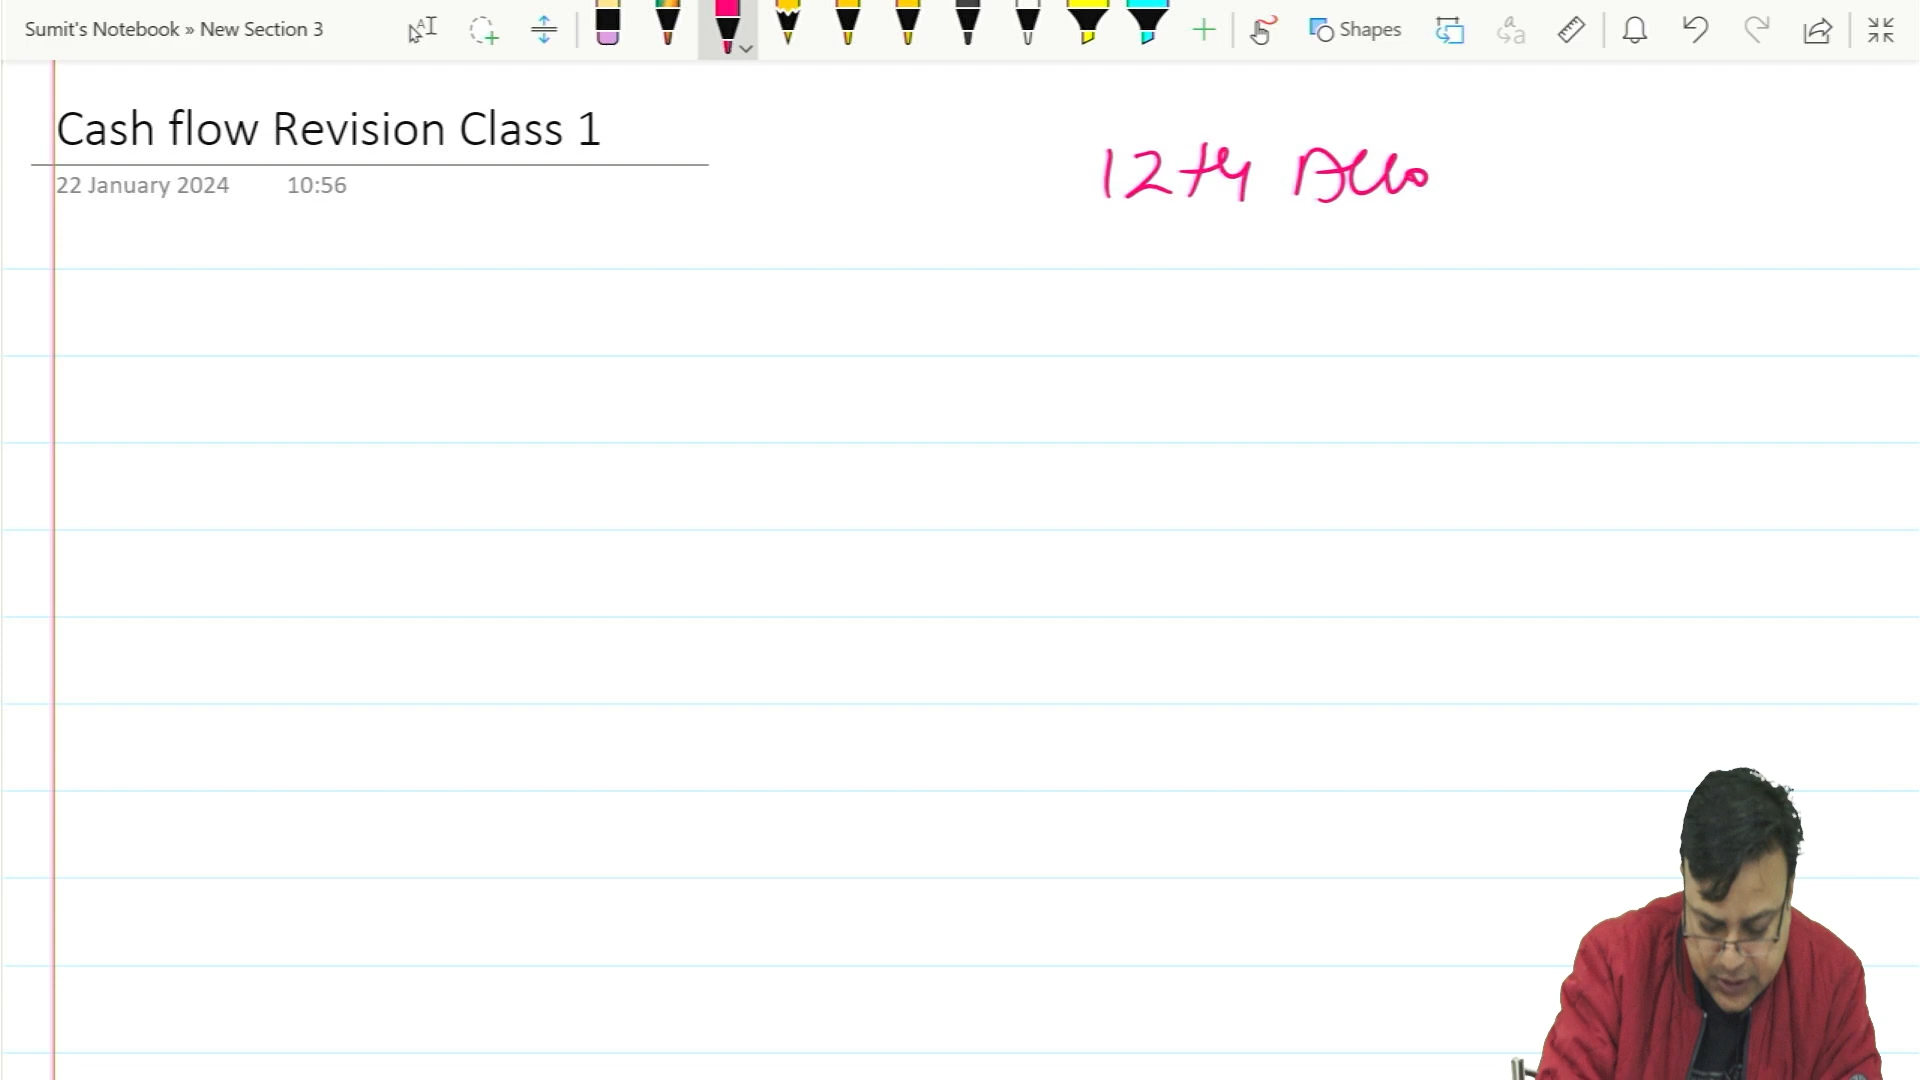 Sumit's Notebook » New Section 3
Shapes
Cash flow Revision Class 1
12th
22 January 2024 10:56